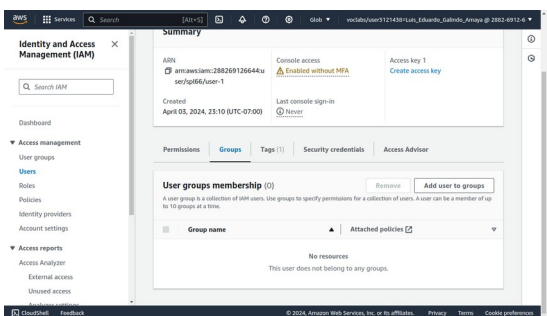 aws Services Search [Alt+S] Glob voclabs/user3121438=Luis_Eduardo_Galindo_Amaya @ 2882-6912-6
Identity and Access
Management (IAM)
Search IAM
Dashboard
Access management
User groups
Users
Roles
Policies
Identity providers
Account settings
Access reports
Access Analyzer
External access
Unused access
Analyzer settings
Summary
ARN
arn:aws:iam::288269126644:u
ser/spl66/user-1
Console access
Enabled without MFA
Access key 1
Create access key
Created
April 03, 2024, 23:10 (UTC-07:00)
Last console sign-in
Never
Permissions Groups Tags (1) Security credentials Access Advisor
User groups membership (0)
Remove Add user to groups
A user group is a collection of IAM users. Use groups to specify permissions for a collection of users. A user can be a member of up
to 10 groups at a time.
Group name Attached policies
No resources
This user does not belong to any groups.
CloudShell Feedback © 2024, Amazon Web Services, Inc. or its affiliates. Privacy Terms Cookie preferences